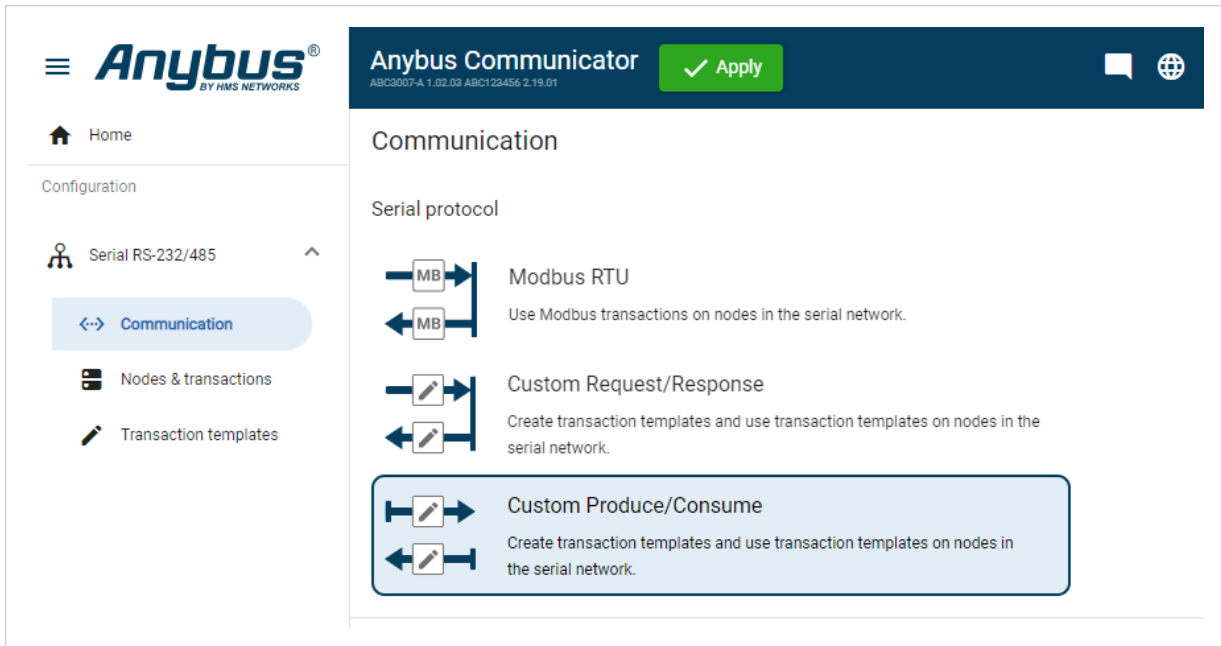 Anybus®
BY HMS NETWORKS
Home
Configuration
Serial RS-232/485
Communication
Nodes & transactions
Transaction templates
Anybus Communicator
ABC3007-A 1.02.03 ABC123456 2.19.01
Apply
Communication
Serial protocol
MB
MB
Modbus RTU
Use Modbus transactions on nodes in the serial network.
Custom Request/Response
Create transaction templates and use transaction templates on nodes in the
serial network.
Custom Produce/Consume
Create transaction templates and use transaction templates on nodes in
the serial network.